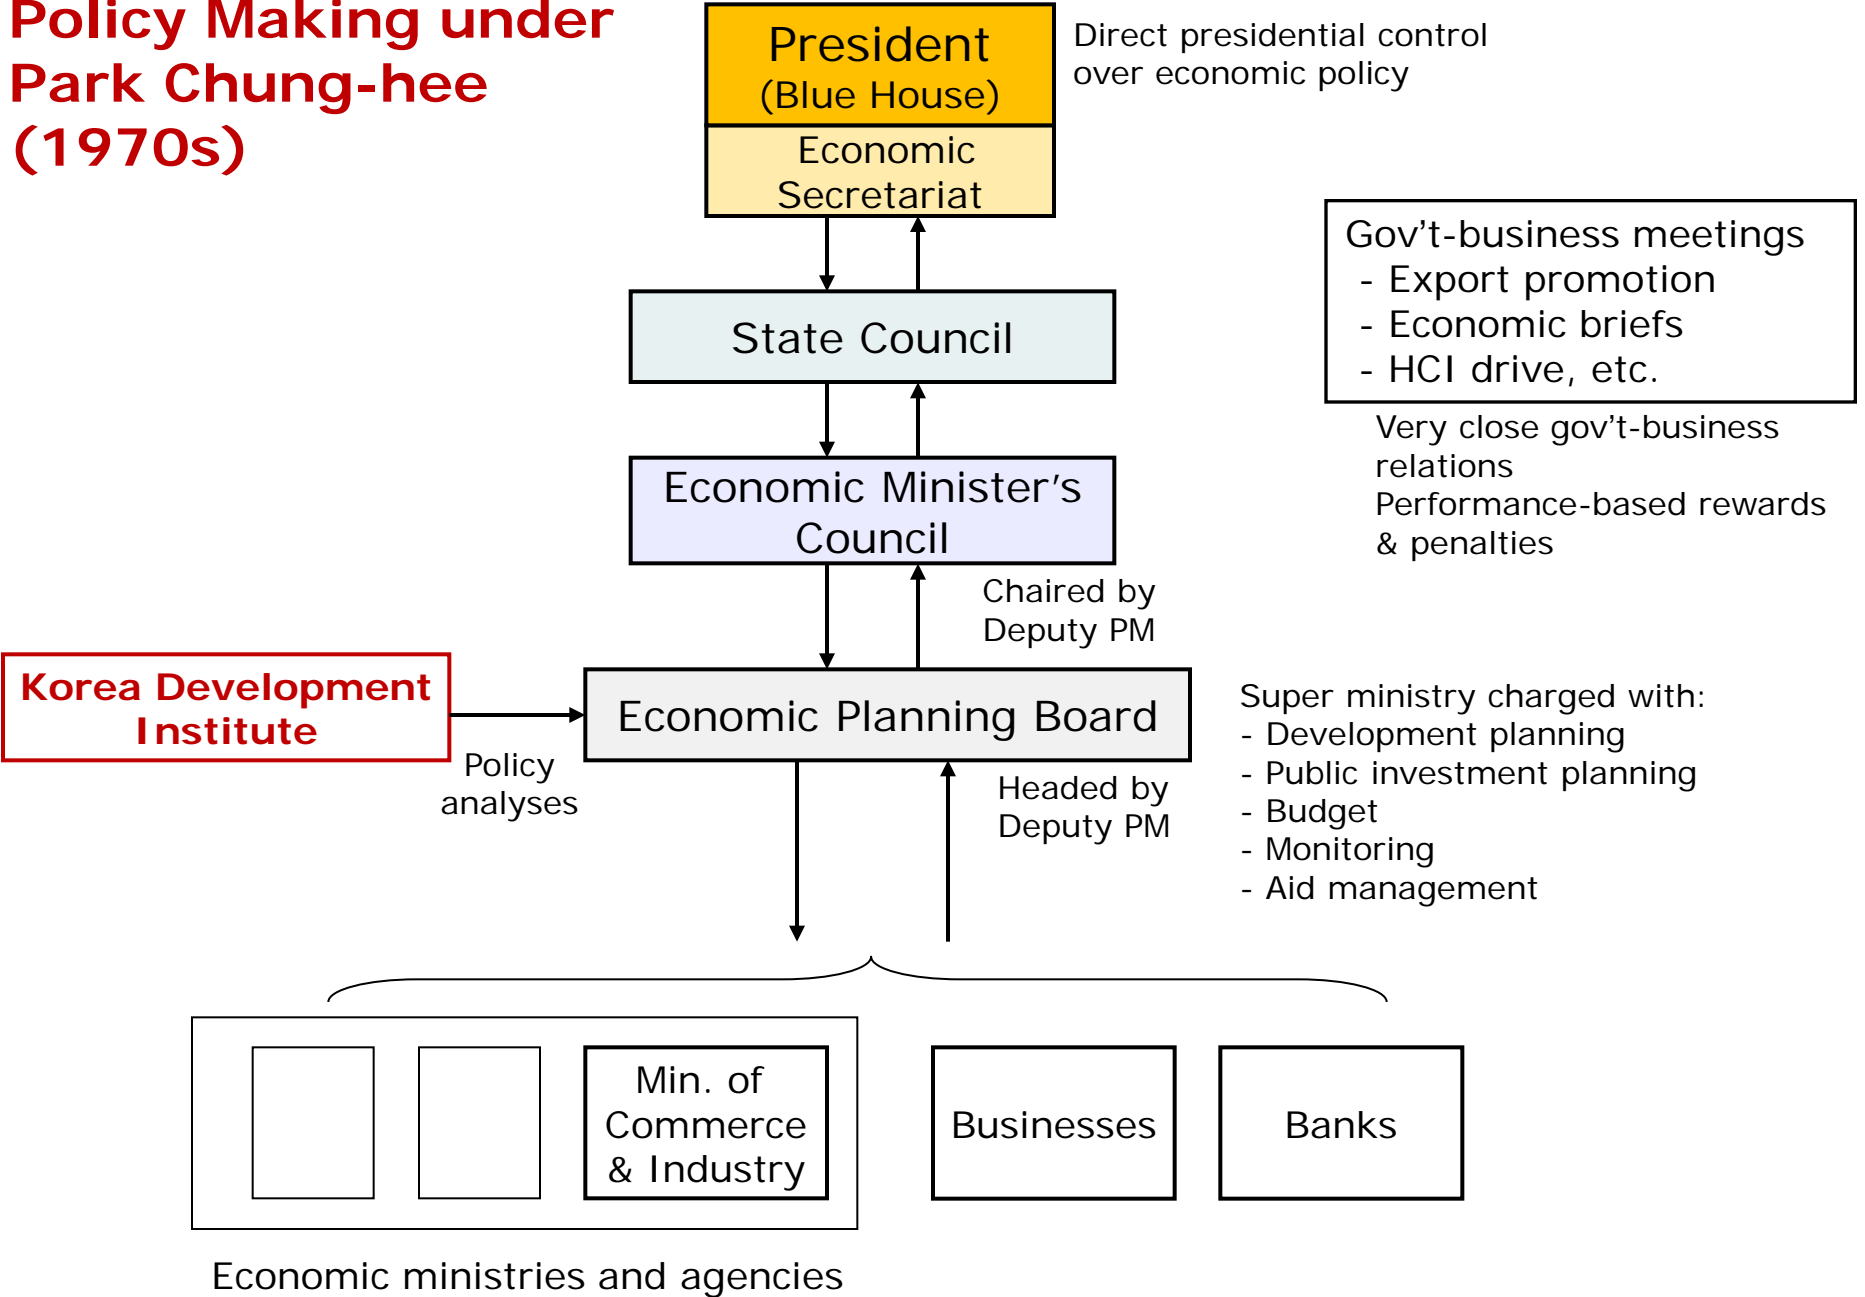 Policy Making under
Park Chung-hee
(1970s)
President
(Blue House)
Economic
Secretariat
Direct presidential control
over economic policy
Gov't-business meetings
- Export promotion
- Economic briefs
- HCI drive, etc.
Very close gov't-business
relations
Performance-based rewards
& penalties
State Council
Economic Minister's
Council
Chaired by
Deputy PM
Korea Development
Institute
Policy
analyses
Economic Planning Board
Headed by
Deputy PM
Super ministry charged with:
- Development planning
- Public investment planning
- Budget
- Monitoring
- Aid management
Min. of
Commerce
& Industry
Businesses
Banks
Economic ministries and agencies